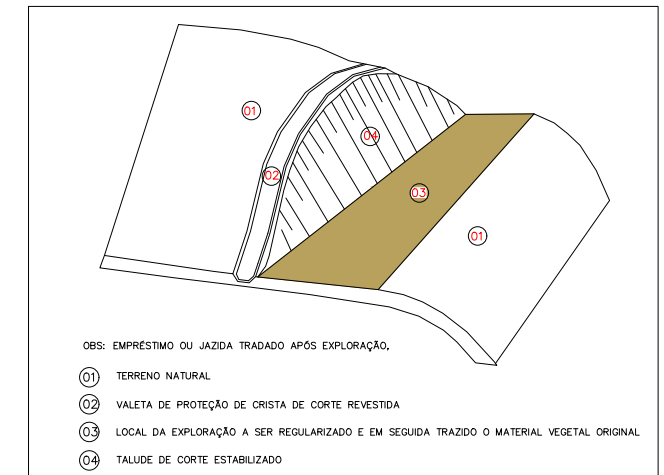 01
04
02
03
01
OBS: EMPRÉSTIMO OU JAZIDA TRADADO APÓS EXPLORAÇÃO,
01 TERRENO NATURAL
02 VALETA DE PROTEÇÃO DE CRISTA DE CORTE REVESTIDA
03 LOCAL DA EXPLORAÇÃO A SER REGULARIZADO E EM SEGUIDA TRAZIDO O MATERIAL VEGETAL ORIGINAL
04 TALUDE DE CORTE ESTABILIZADO